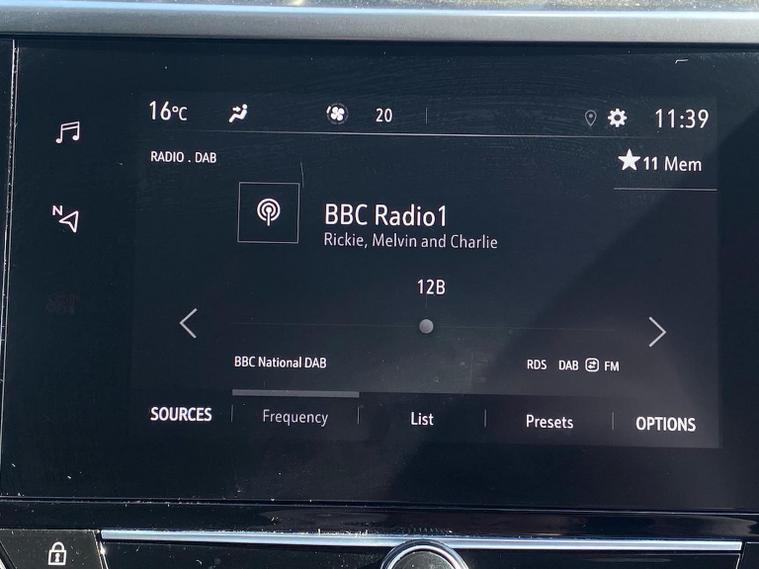 16°C 20 11:39
RADIO . DAB
11 Mem
N
BBC Radio1
Rickie, Melvin and Charlie
12B
BBC National DAB
RDS DAB FM
SOURCES Frequency List Presets OPTIONS